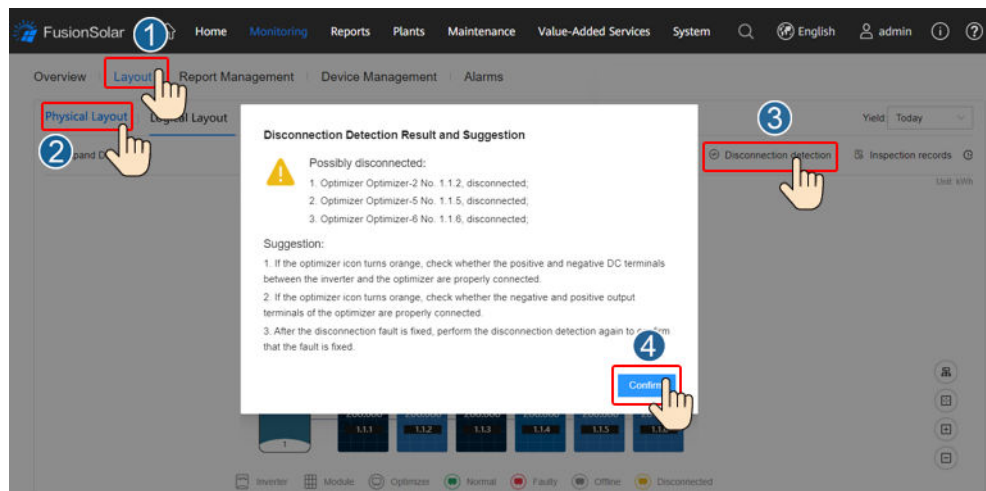 FusionSolar 1 Home Monitoring Reports Plants Maintenance Value-Added Services System English admin
Overview Layout Report Management Device Management Alarms
Physical Layout Layout 3 Yield: Today
2 Disconnection detection Inspection records
Unit: kWh
Disconnection Detection Result and Suggestion
Possibly disconnected:
1. Optimizer Optimizer-2 No. 1.1.2, disconnected;
2. Optimizer Optimizer-5 No. 1.1.5, disconnected;
3. Optimizer Optimizer-6 No. 1.1.6, disconnected;
Suggestion:
1. If the optimizer icon turns orange, check whether the positive and negative DC terminals
between the inverter and the optimizer are properly connected.
2. If the optimizer icon turns orange, check whether the negative and positive output
terminals of the optimizer are properly connected.
3. After the disconnection fault is fixed, perform the disconnection detection again to
that the fault is fixed.
4
Confirm
1.1.1 1.1.2 1.1.3 1.1.4 1.1.5
1
Inverter Module Optimizer Normal Faulty Offline Disconnected